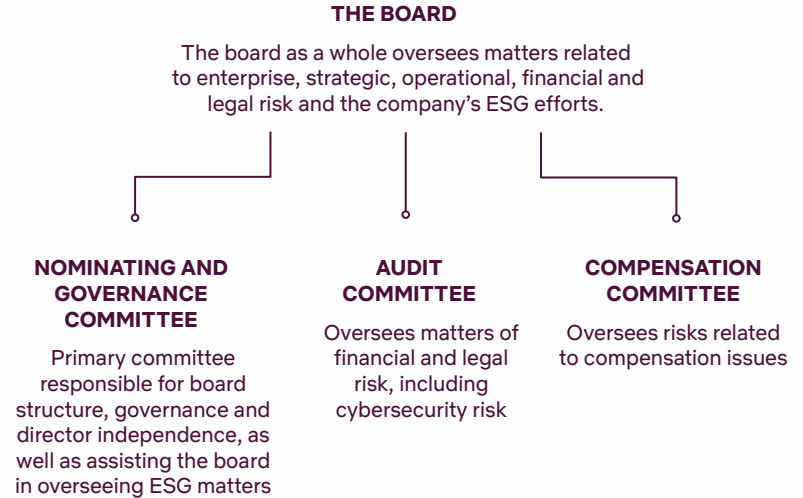 THE BOARD
The board as a whole oversees matters related
to enterprise, strategic, operational, financial and
legal risk and the company’s ESG efforts.
NOMINATING AND
GOVERNANCE
COMMITTEE
Primary committee
responsible for board
structure, governance and
director independence, as
well as assisting the board
in overseeing ESG matters
AUDIT
COMMITTEE
Oversees matters of
financial and legal
risk, including
cybersecurity risk
COMPENSATION
COMMITTEE
Oversees risks related
to compensation issues